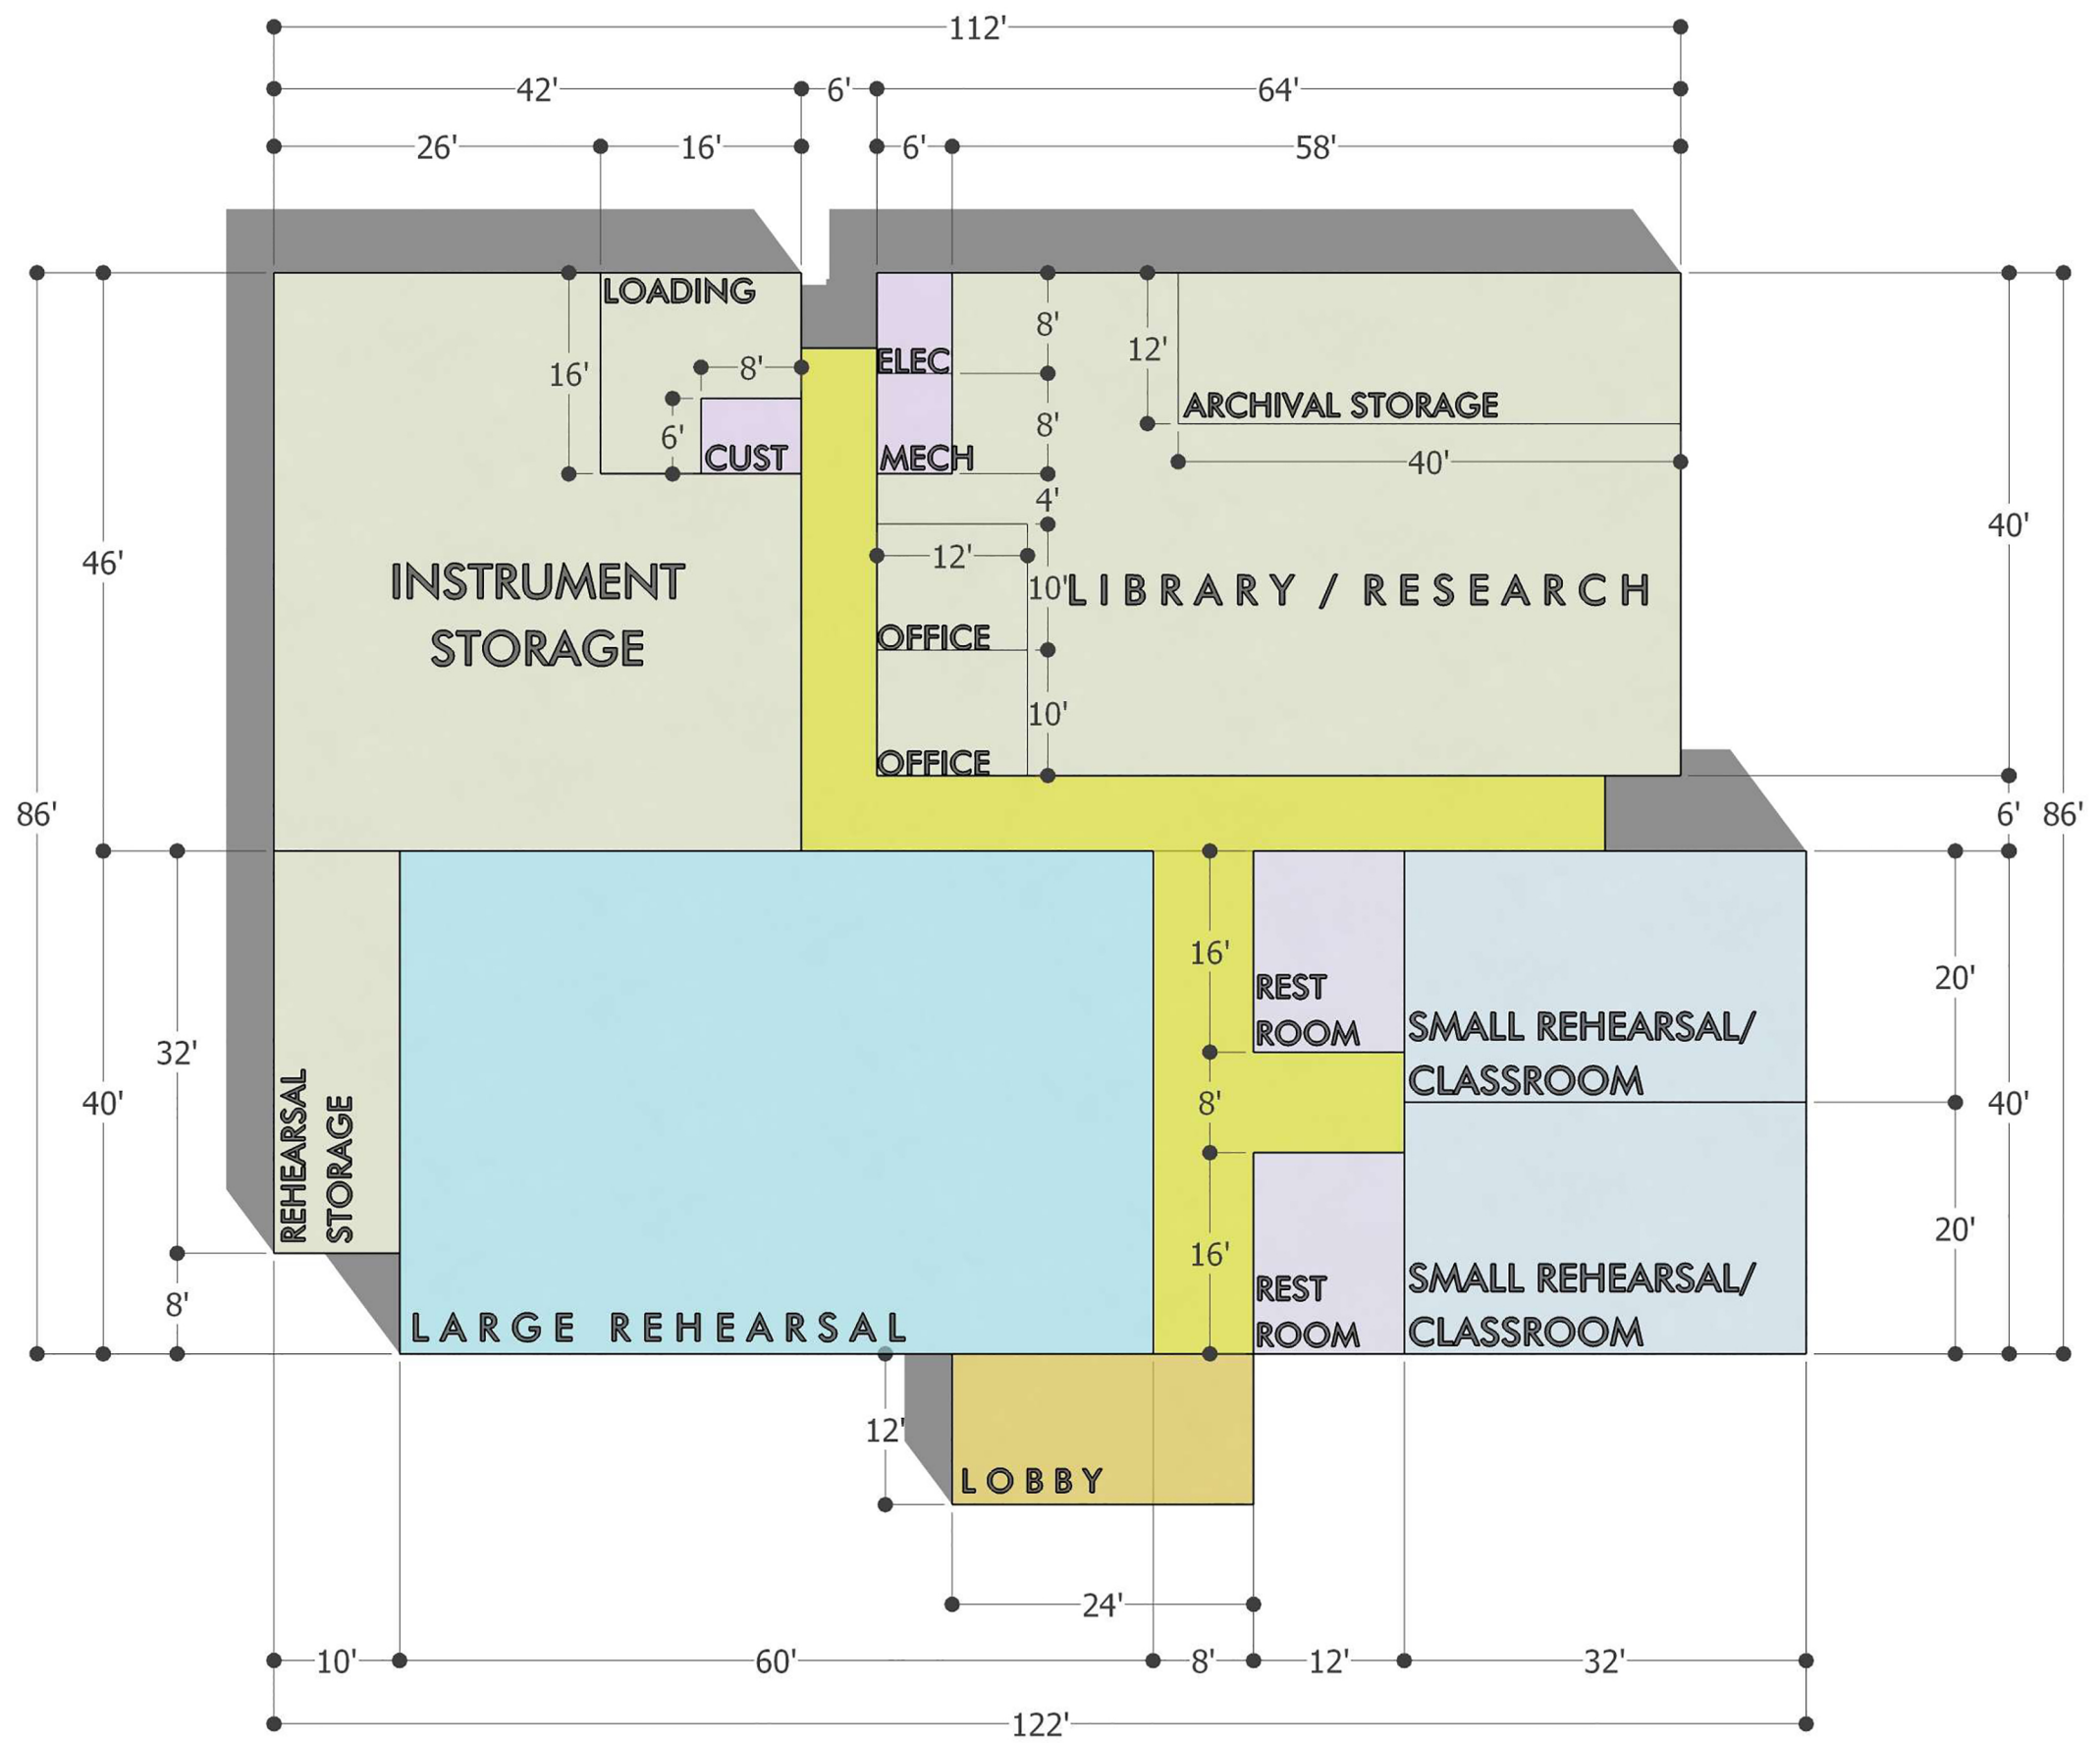 112'
42'
6'
64'
26'
16'
6'
58'
LOADING
8'
12'
16'
8'
ELEC
ARCHIVAL STORAGE
8'
6'
CUST
MECH
40'
4'
40'
46'
12'
INSTRUMENT
10'
LIBRARY / RESEARCH
STORAGE
OFFICE
10'
OFFICE
86'
6'
86'
16'
20'
REST
ROOM
SMALL REHEARSAL/
CLASSROOM
32'
40'
8'
40'
REHEARSAL
STORAGE
16'
20'
REST
ROOM
SMALL REHEARSAL/
CLASSROOM
8'
LARGE REHEARSAL
12'
LOBBY
24'
10'
60'
8'
12'
32'
122'